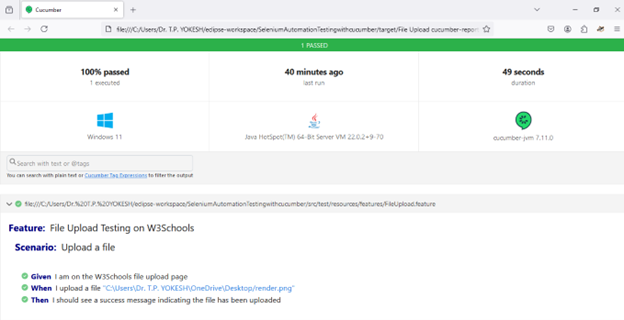 Cucumber
file:///C:/Users/Dr. T.P. YOKESH/eclipse-workspace/SeleniumAutomationTestingwithcucumber/target/File Upload cucumber-report
1 PASSED
100% passed
1 executed
40 minutes ago
last run
49 seconds
duration
Windows 11
Java HotSpot(TM) 64-Bit Server VM 22.0.2+9-70
cucumber-jvm 7.11.0
Search with text or @tags
You can search with plain text or Cucumber Tag Expressions to filter the output
file:///C:/Users/Dr.%20T.P.%20YOKESH/eclipse-workspace/SeleniumAutomationTestingwithcucumber/src/test/resources/features/FileUpload.feature
Feature: File Upload Testing on W3Schools
Scenario: Upload a file
Given I am on the W3Schools file upload page
When I upload a file "C:\Users\Dr. T.P. YOKESH\OneDrive\Desktop/render.png"
Then I should see a success message indicating the file has been uploaded